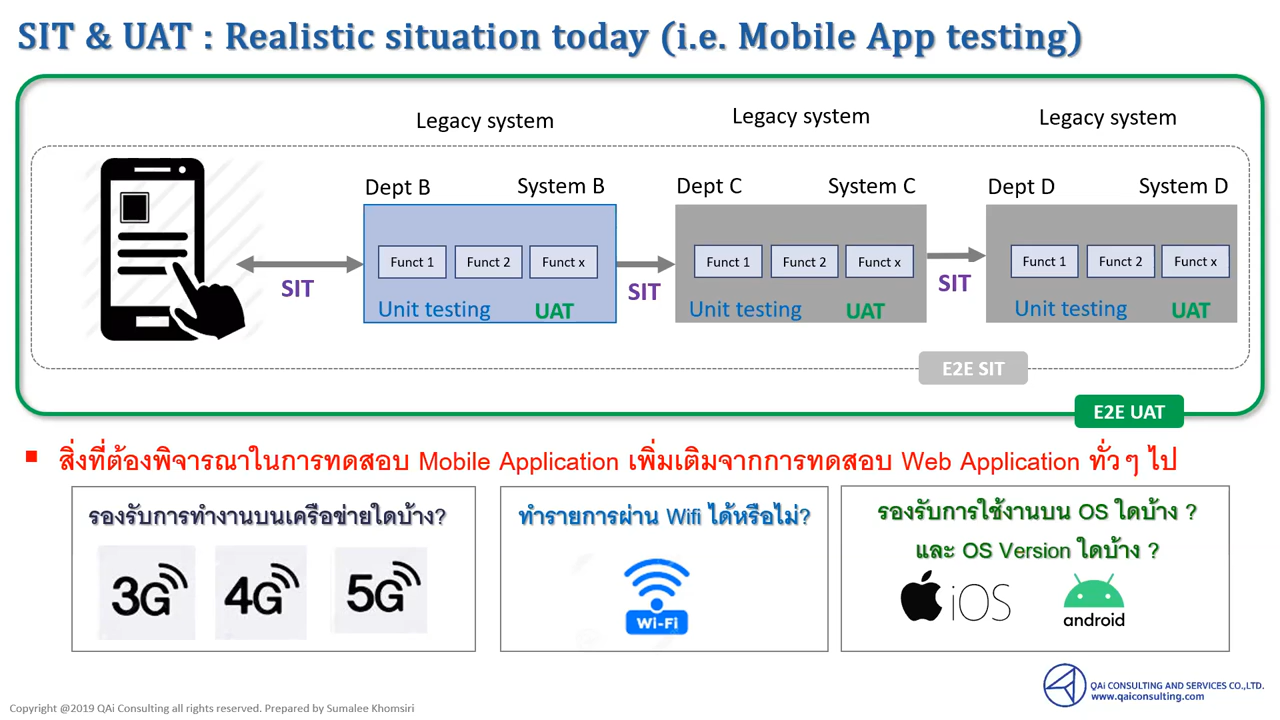 SIT & UAT : Realistic situation today (i.e. Mobile App testing)
Legacy system
Legacy system
Legacy system
Dept B
System B
Dept C
System C
Dept D
System D
Funct 1
Funct 2
Funct x
Funct 1
Funct 2
Funct x
Funct 1
Funct 2
Funct x
SIT
SIT
SIT
Unit testing
UAT
Unit testing
UAT
Unit testing
UAT
E2E SIT
E2E UAT
▪ สิ่งที่ต้องพิจารณาในการทดสอบ Mobile Application เพิ่มเติมจากการทดสอบ Web Application ทั่วๆ ไป
รองรับการทำงานบนเครือข่ายใดบ้าง?
3G
4G
5G
ทำรายการผ่าน Wifi ได้หรือไม่?
Wi-Fi
รองรับการใช้งานบน OS ใดบ้าง ?
และ OS Version ใดบ้าง ?
iOS
android
QAi CONSULTING AND SERVICES CO.,LTD.
www.qaiconsulting.com
Copyright @2019 QAi Consulting all rights reserved. Prepared by Sumalee Khomsiri